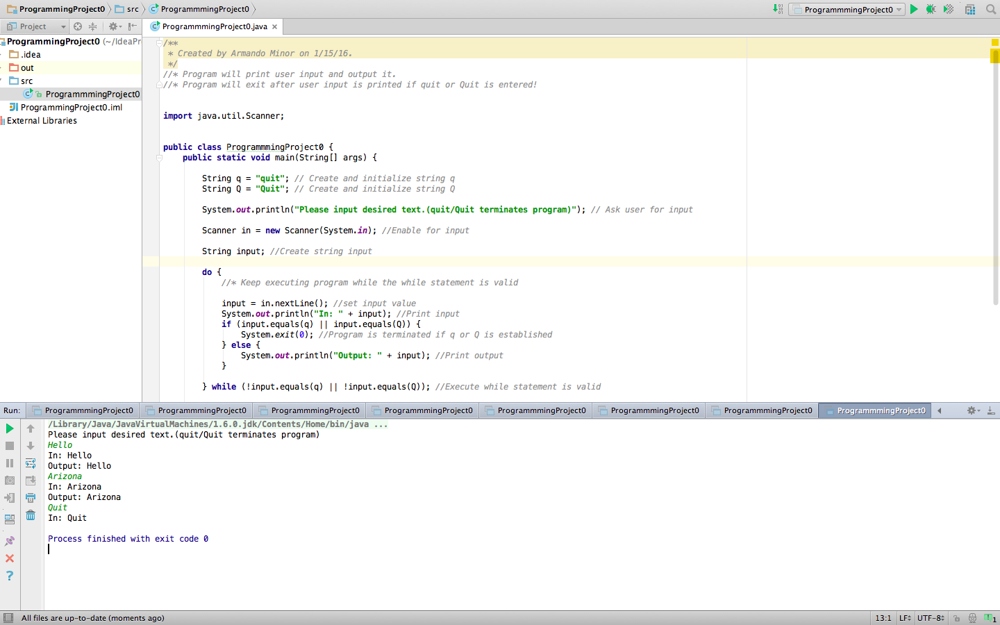 ProgrammingProject0 src ProgrammmingProject0 ProgrammmingProject0
Project ProgrammmingProject0.java
ProgrammingProject0 (~/IdeaPr
.idea
out
src
ProgrammmingProject0
ProgrammingProject0.iml
External Libraries
/**
* Created by Armando Minor on 1/15/16.
*/
//* Program will print user input and output it.
//* Program will exit after user input is printed if quit or Quit is entered!
import java.util.Scanner;
public class ProgrammmingProject0 {
public static void main(String[] args) {
String q = "quit"; // Create and initialize string q
String Q = "Quit"; // Create and initialize string Q
System.out.println("Please input desired text.(quit/Quit terminates program)"); // Ask user for input
Scanner in = new Scanner(System.in); //Enable for input
String input; //Create string input
do {
//* Keep executing program while the while statement is valid
input = in.nextLine(); //set input value
System.out.println("In: " + input); //Print input
if (input.equals(q) || input.equals(Q)) {
System.exit(0); //Program is terminated if q or Q is established
} else {
System.out.println("Output: " + input); //Print output
}
} while (!input.equals(q) || !input.equals(Q)); //Execute while statement is valid
Run: ProgrammmingProject0 ProgrammmingProject0 ProgrammmingProject0 ProgrammmingProject0 ProgrammmingProject0 ProgrammmingProject0 ProgrammmingProject0 ProgrammmingProject0
/Library/Java/JavaVirtualMachines/1.6.0.jdk/Contents/Home/bin/java ...
Please input desired text.(quit/Quit terminates program)
Hello
In: Hello
Output: Hello
Arizona
In: Arizona
Output: Arizona
Quit
In: Quit
Process finished with exit code 0
All files are up-to-date (moments ago) 13:1 LF UTF-8 1